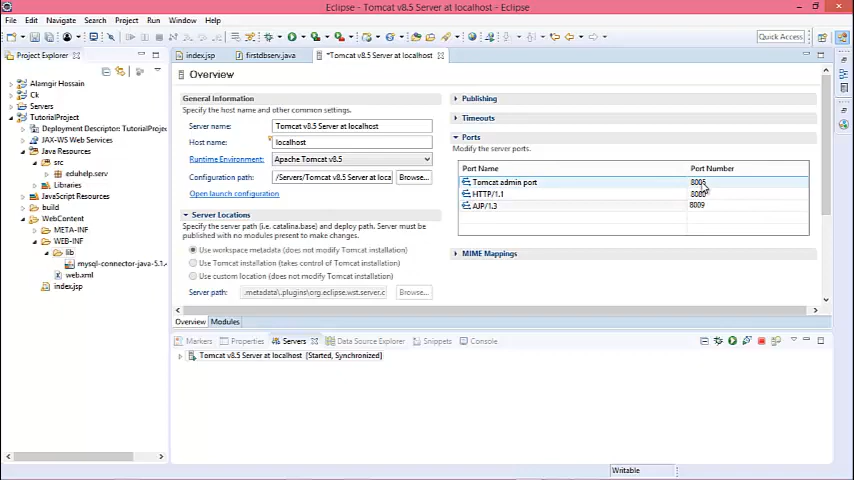 Eclipse - Tomcat v8.5 Server at localhost - Eclipse
File Edit Source Refactor Navigate Search Project Run Window Help
Quick Access
Project Explorer
index.jsp firstdbserv.java *Tomcat v8.5 Server at localhost
Alamgir Hossain
Ck
Servers
TutorialProject
Deployment Descriptor: TutorialProjec
JAX-WS Web Services
Java Resources
src
eduhelp.serv
Libraries
JavaScript Resources
build
WebContent
META-INF
WEB-INF
lib
mysql-connector-java-5.1.
web.xml
index.jsp
Overview
General Information
Specify the host name and other common settings.
Server name: Tomcat v8.5 Server at localhost
Host name: localhost
Runtime Environment: Apache Tomcat v8.5
Configuration path: /Servers/Tomcat v8.5 Server at loca Browse...
Open launch configuration
Server Locations
Specify the server path (i.e. catalina.base) and deploy path. Server must be
published with no modules present to make changes.
Use workspace metadata (does not modify Tomcat installation)
Use Tomcat installation (takes control of Tomcat installation)
Use custom location (does not modify Tomcat installation)
Server path: .metadata\.plugins\org.eclipse.wst.server.c Browse...
Publishing
Timeouts
Ports
Modify the server ports.
Port Name Port Number
Tomcat admin port 8005
HTTP/1.1
AJP/1.3 8009
MIME Mappings
Overview Modules
Markers Properties Servers Data Source Explorer Snippets Console
Tomcat v8.5 Server at localhost [Started, Synchronized]
Writable